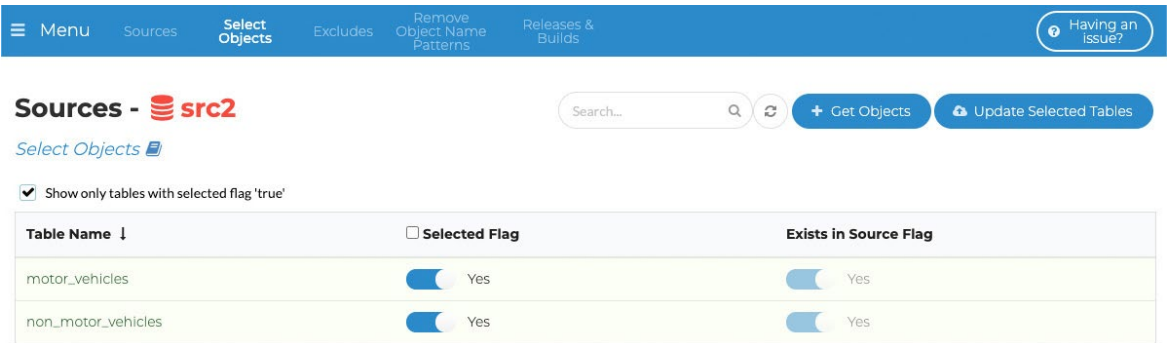 Menu
Sources
Select
Objects
Excludes
Remove
Object Name
Patterns
Releases &
Builds
Having an
issue?
Sources - src2
Search...
+ Get Objects
Update Selected Tables
Select Objects
Show only tables with selected flag 'true'
Table Name ↓ Selected Flag Exists in Source Flag
motor_vehicles Yes Yes
non_motor_vehicles Yes Yes